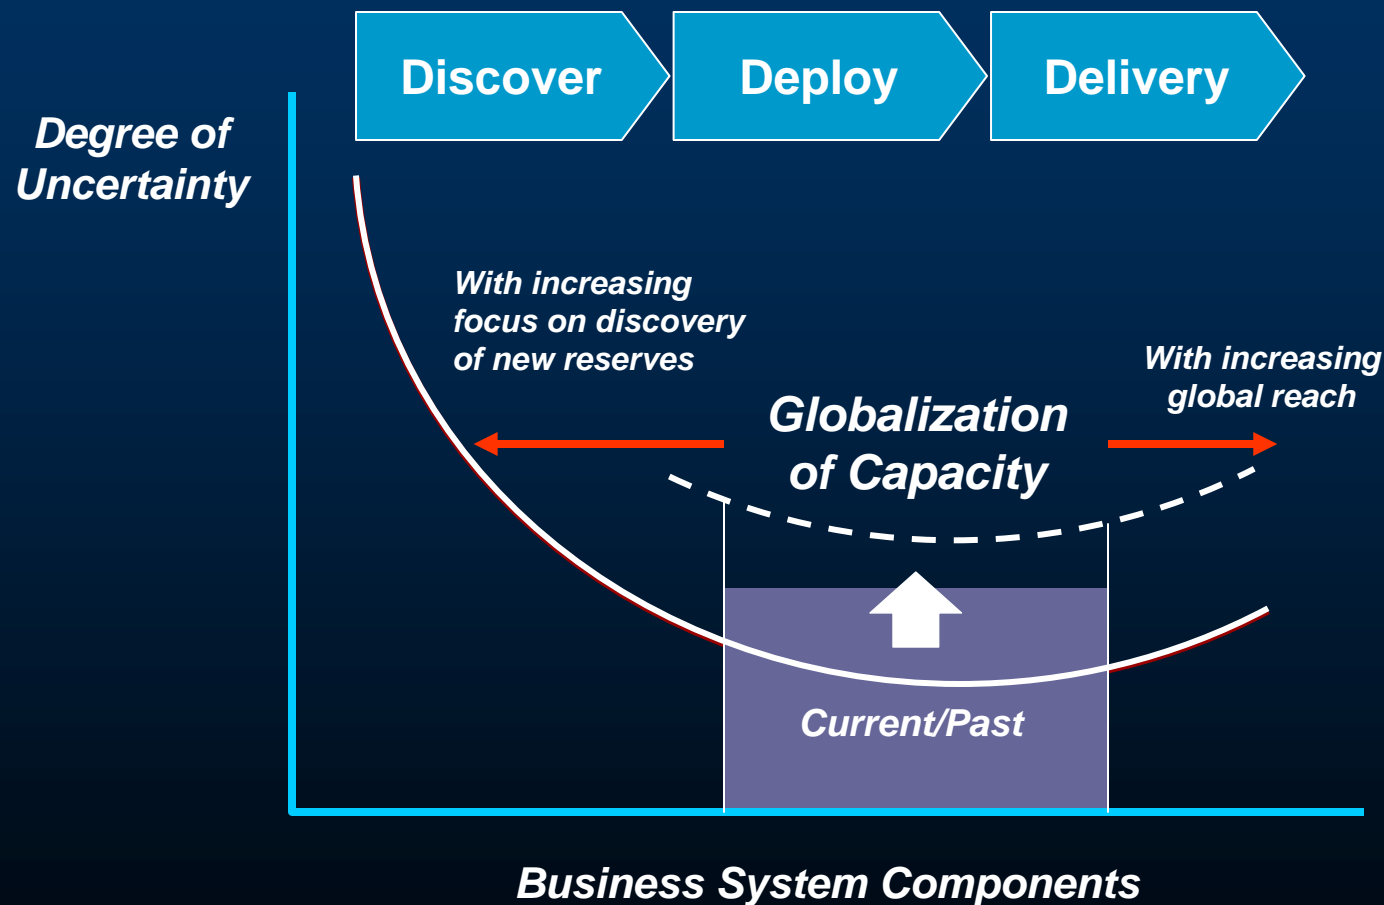 Discover
Deploy
Delivery
Degree of
Uncertainty
With increasing
focus on discovery
of new reserves
With increasing
global reach
Globalization
of Capacity
Current/Past
Business System Components